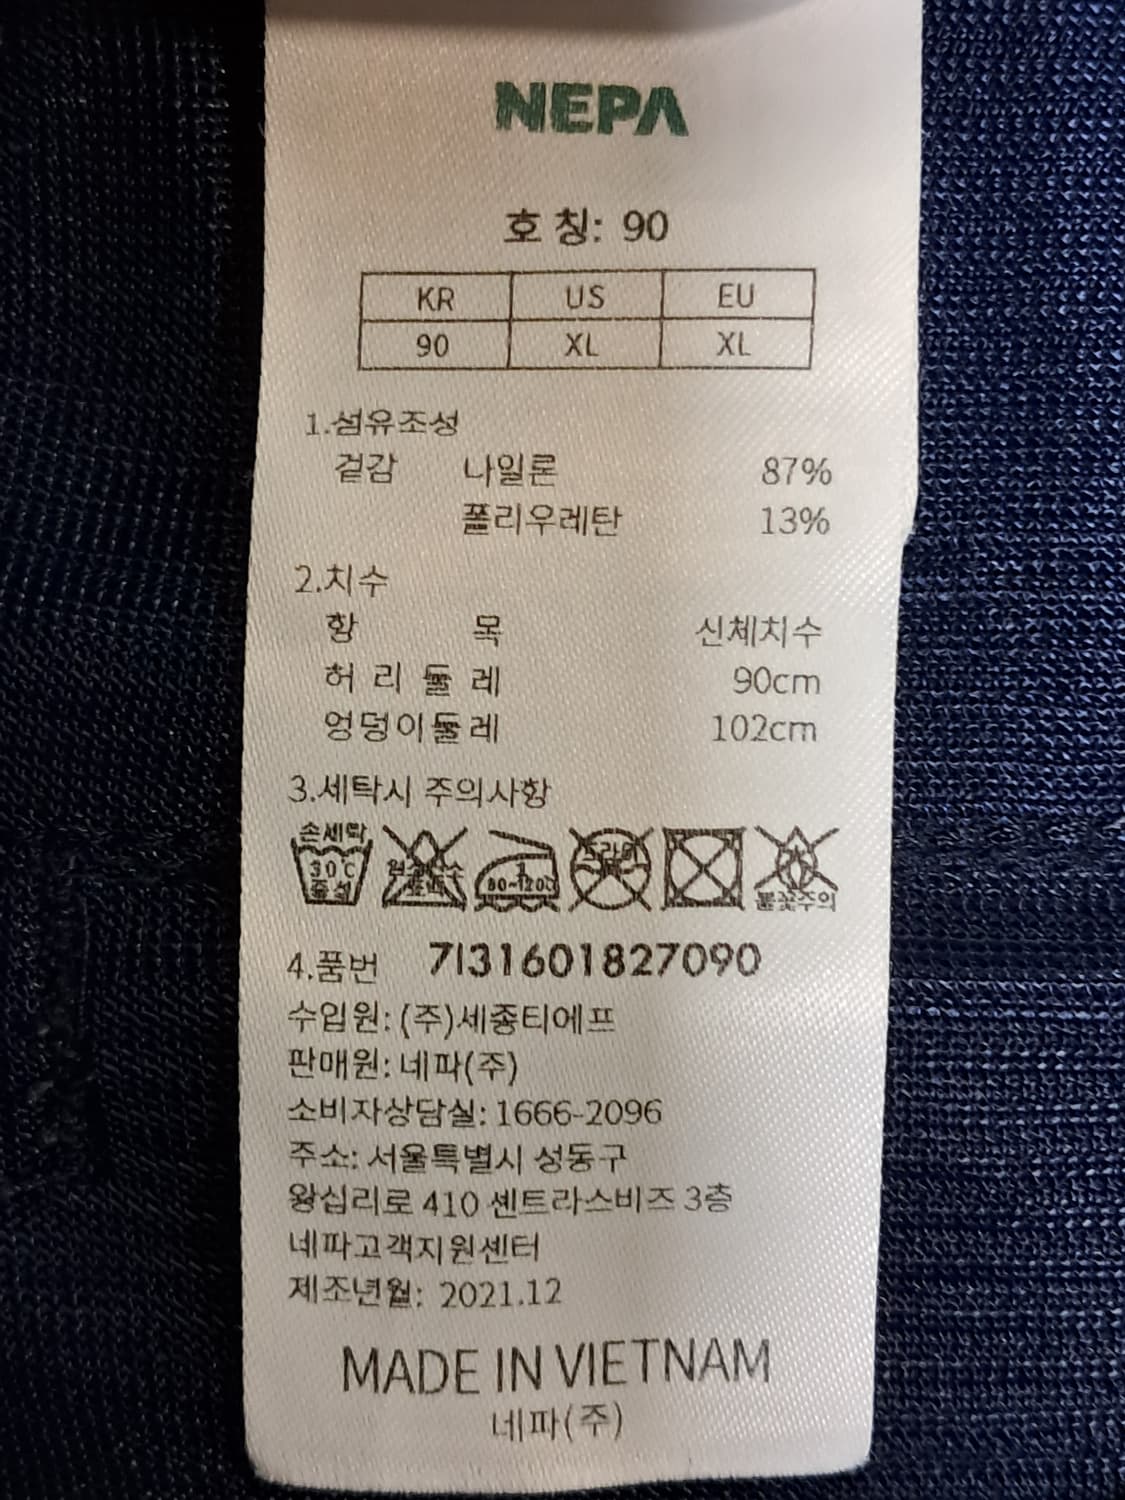 NEPA
호 칭: 90
KR US EU
90 XL XL
1.섬유조성
겉감 나일론 87%
폴리우레탄 13%
2.치수
항 목 신체치수
허 리 둘 레 90cm
엉덩이둘레 102cm
3.세탁시 주의사항
손세탁
30℃
중성
드라이
80~120℃
불꽃주의
4.품번 7I31601827090
수입원: (주)세종티에프
판매원: 네파(주)
소비자상담실: 1666-2096
주소: 서울특별시 성동구
왕십리로 410 센트라스비즈 3층
네파고객지원센터
제조년월: 2021.12
MADE IN VIETNAM
네파(주)